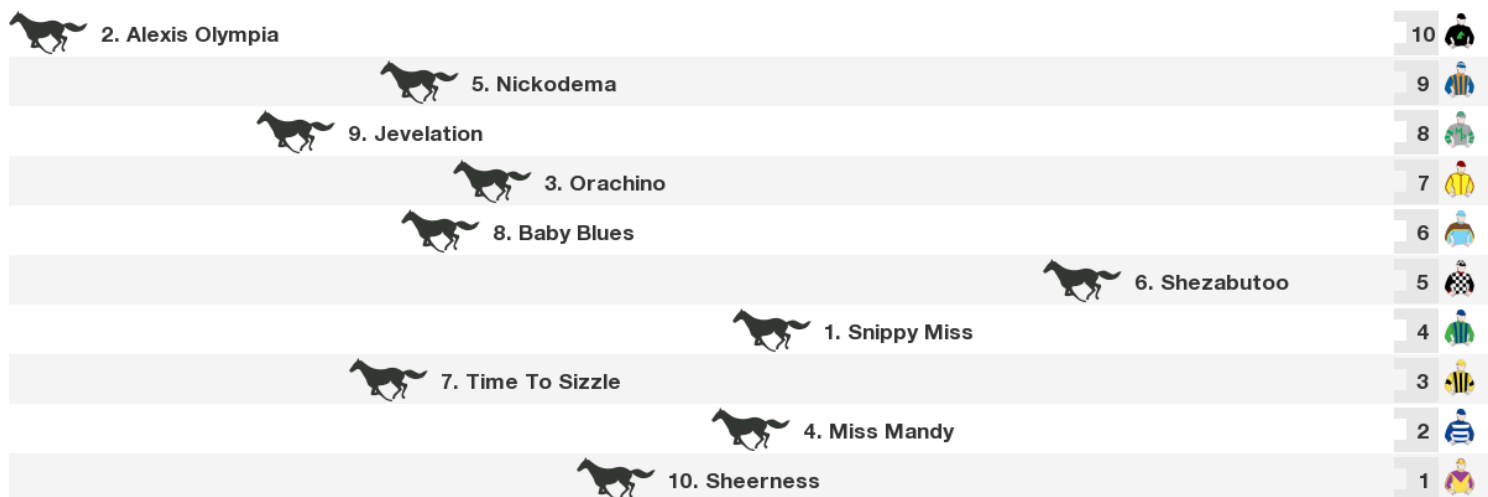 2. Alexis Olympia 10
5. Nickodema 9
9. Jevelation 8
3. Orachino 7
8. Baby Blues 6
6. Shezabutoo 5
1. Snippy Miss 4
7. Time To Sizzle 3
4. Miss Mandy 2
10. Sheerness 1